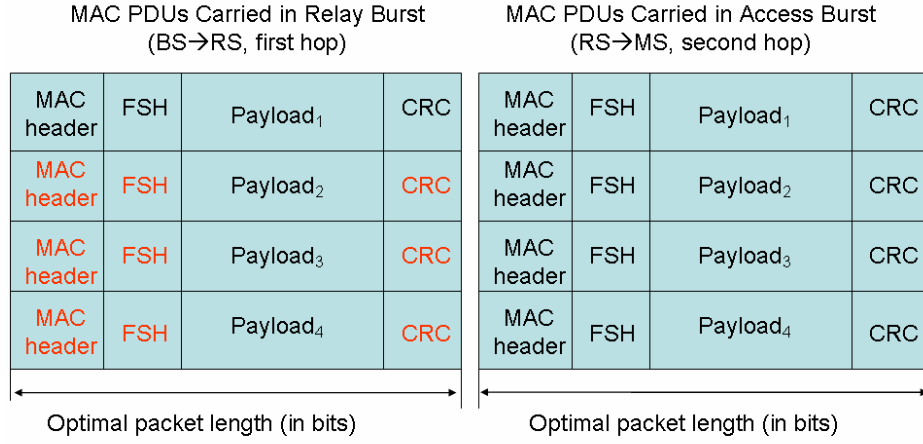 MAC PDUs Carried in Relay Burst
(BS→RS, first hop)
MAC PDUs Carried in Access Burst
(RS→MS, second hop)
MAC header FSH Payload1 CRC
MAC header FSH Payload2 CRC
MAC header FSH Payload3 CRC
MAC header FSH Payload4 CRC
MAC header FSH Payload1 CRC
MAC header FSH Payload2 CRC
MAC header FSH Payload3 CRC
MAC header FSH Payload4 CRC
Optimal packet length (in bits)
Optimal packet length (in bits)